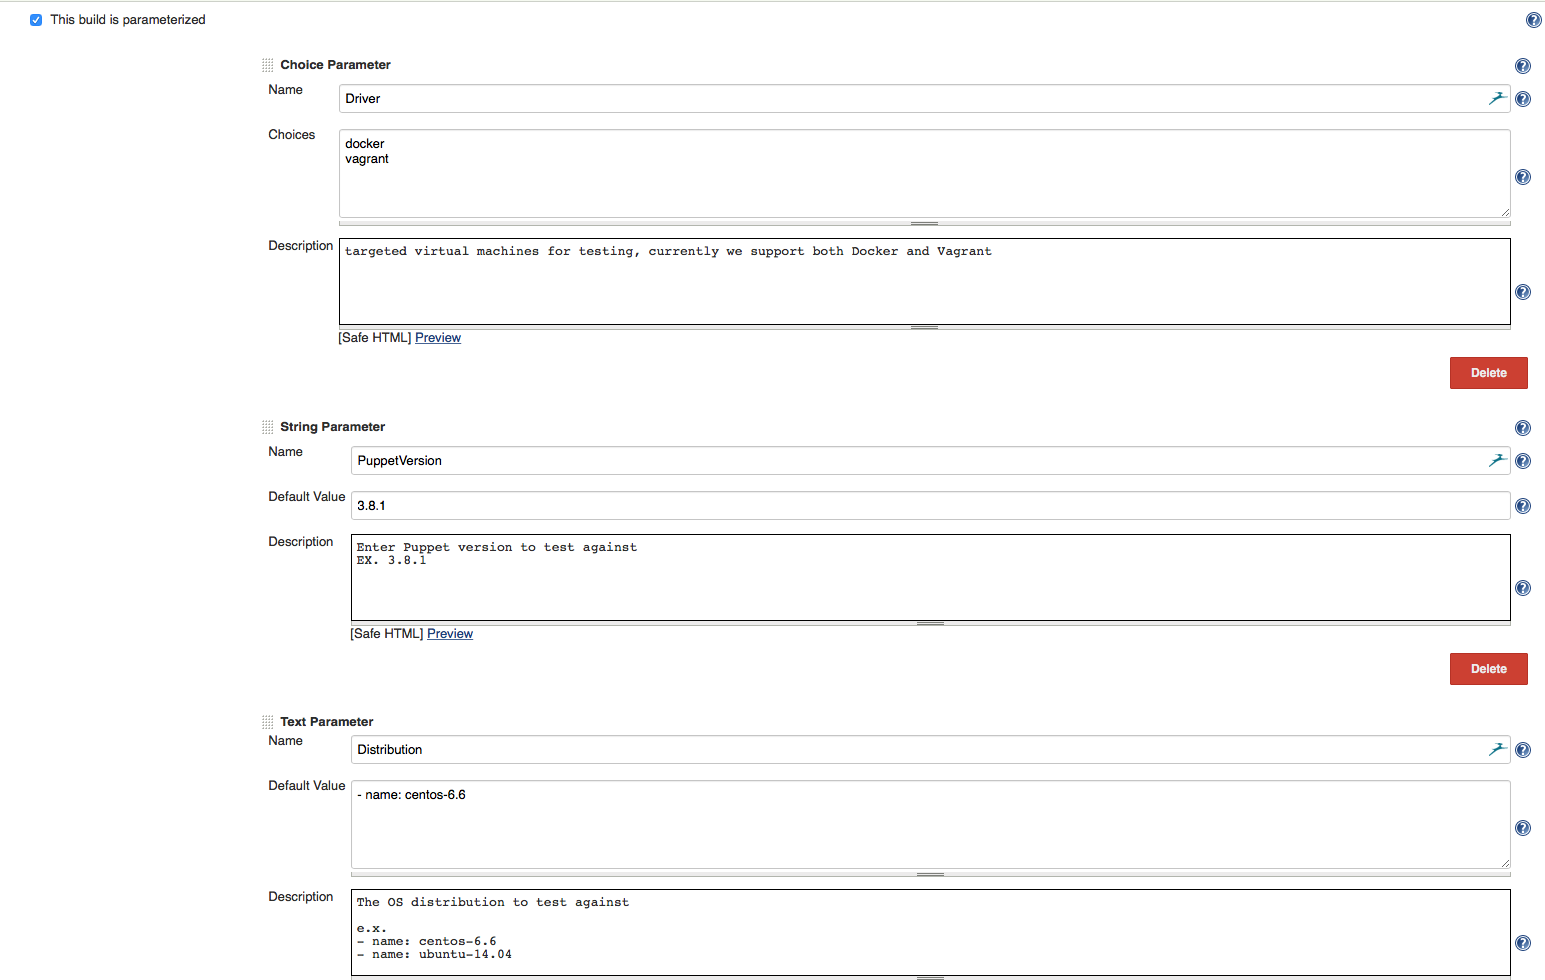 This build is parameterized
Choice Parameter
Name
Driver
Choices
docker
vagrant
Description
targeted virtual machines for testing, currently we support both Docker and Vagrant
[Safe HTML] Preview
Delete
String Parameter
Name
PuppetVersion
Default Value
3.8.1
Description
Enter Puppet version to test against
EX. 3.8.1
[Safe HTML] Preview
Delete
Text Parameter
Name
Distribution
Default Value
- name: centos-6.6
Description
The OS distribution to test against
e.x.
- name: centos-6.6
- name: ubuntu-14.04